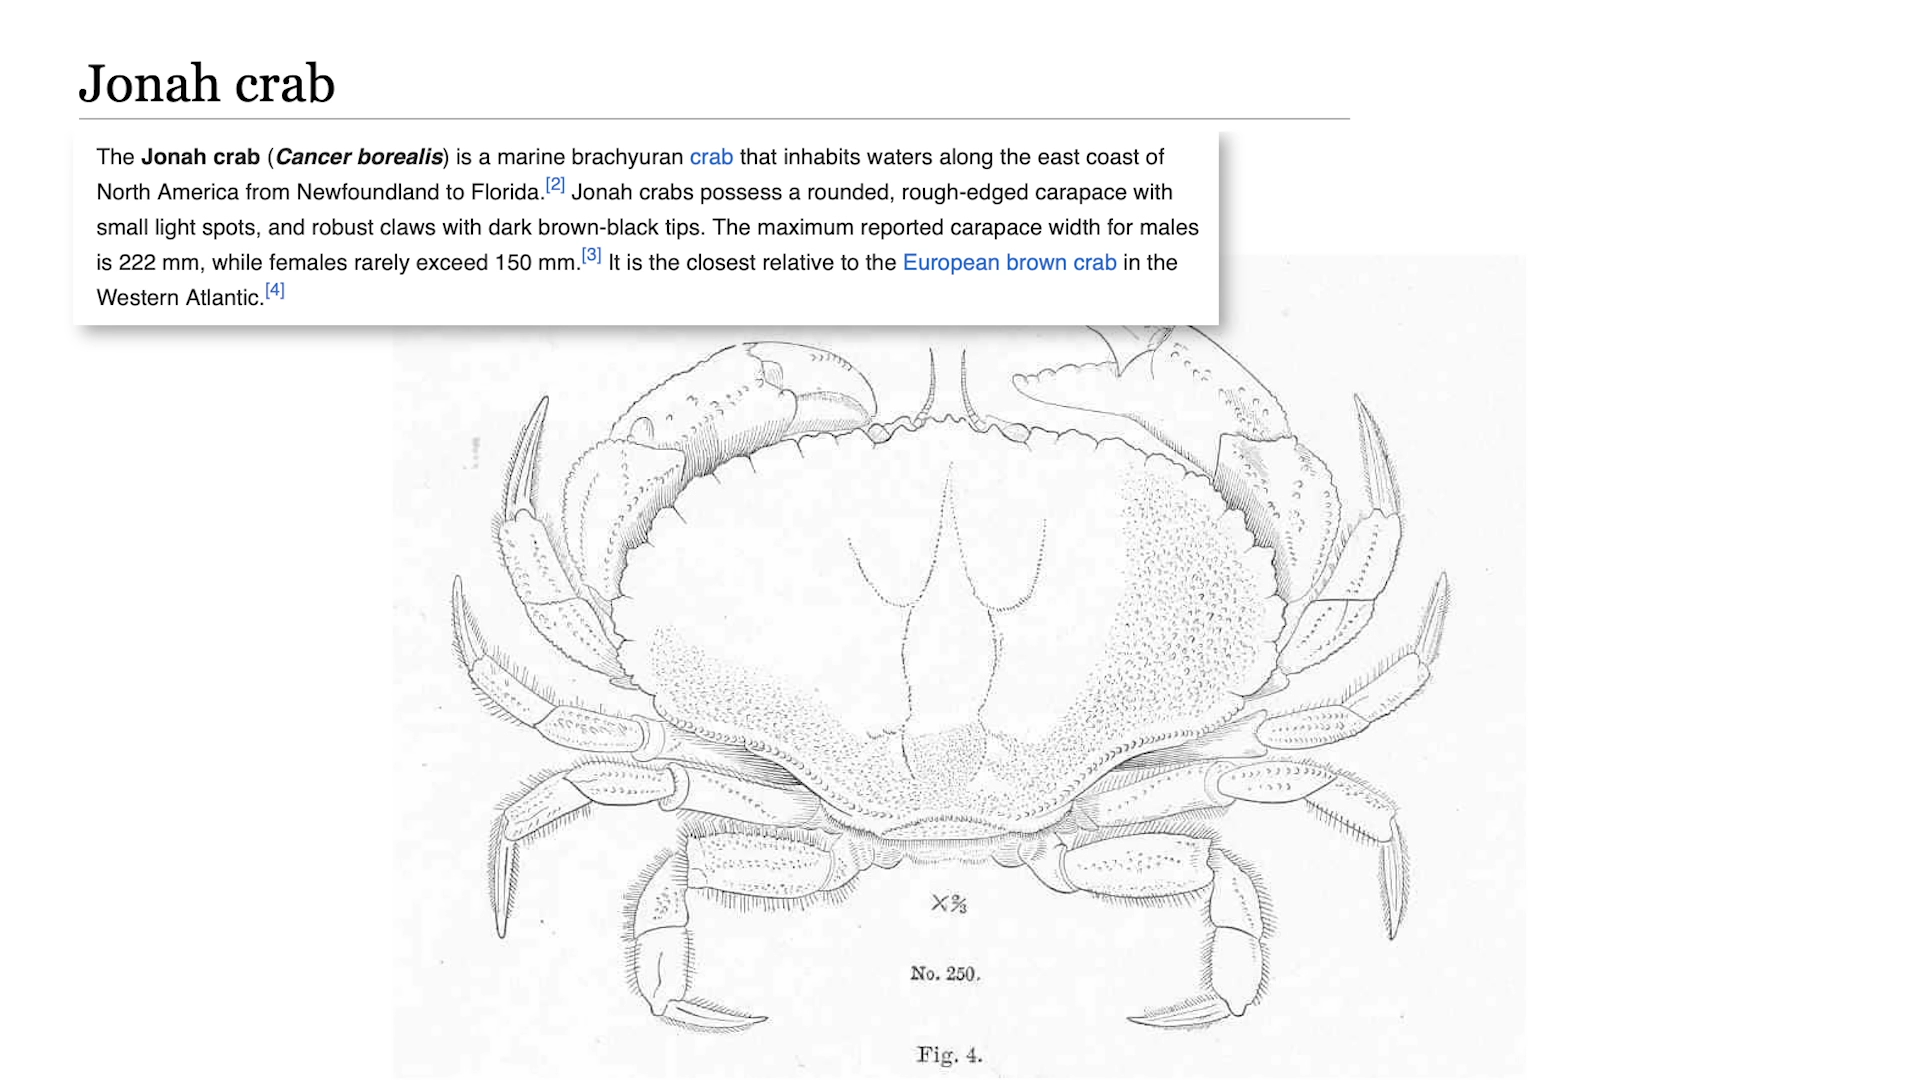 Jonah crab
The Jonah crab (Cancer borealis) is a marine brachyuran crab that inhabits waters along the east coast of
North America from Newfoundland to Florida.[2] Jonah crabs possess a rounded, rough-edged carapace with
small light spots, and robust claws with dark brown-black tips. The maximum reported carapace width for males
is 222 mm, while females rarely exceed 150 mm.[3] It is the closest relative to the European brown crab in the
Western Atlantic.[4]
X⅔
No. 250.
Fig. 4.